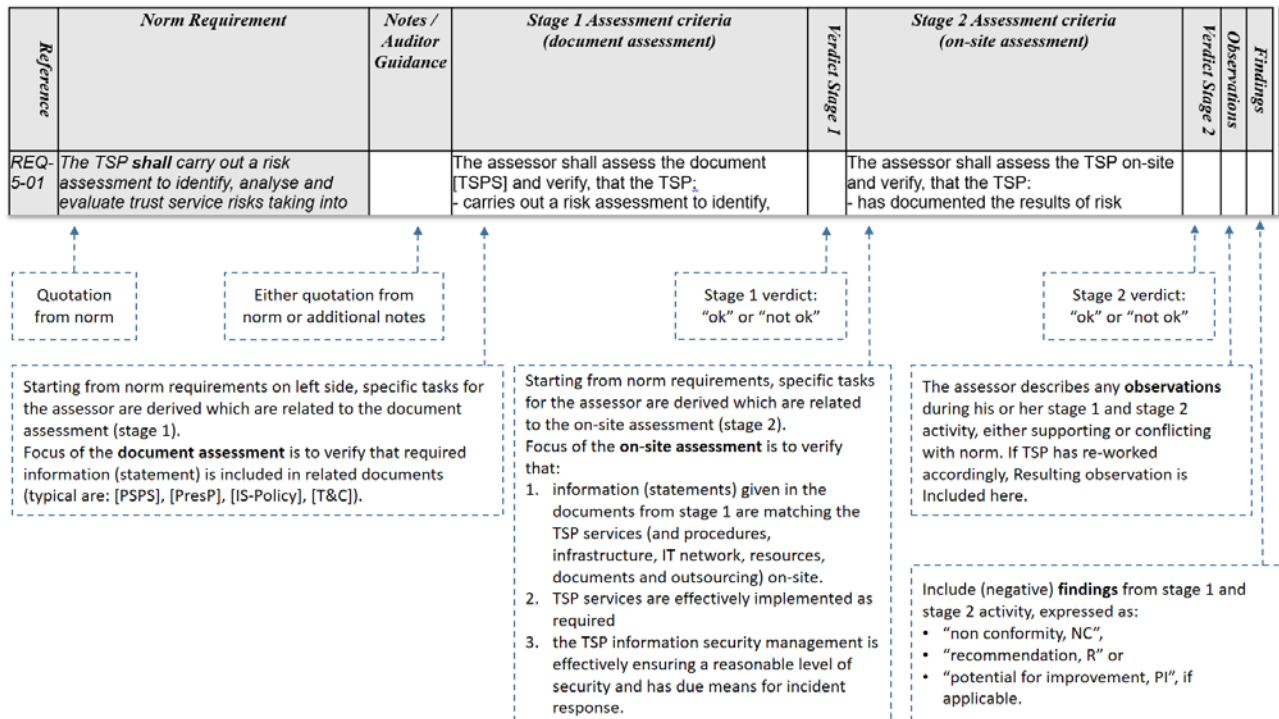 Reference
Norm Requirement
Notes /
Auditor
Guidance
Stage 1 Assessment criteria
(document assessment)
Verdict Stage 1
Stage 2 Assessment criteria
(on-site assessment)
Verdict Stage 2
Observations
Findings
REQ-
5-01
The TSP shall carry out a risk
assessment to identify, analyse and
evaluate trust service risks taking into
The assessor shall assess the document
[TSPS] and verify, that the TSP:
- carries out a risk assessment to identify,
The assessor shall assess the TSP on-site
and verify, that the TSP:
- has documented the results of risk
Quotation
from norm
Either quotation from
norm or additional notes
Stage 1 verdict:
“ok” or “not ok”
Stage 2 verdict:
“ok” or “not ok”
Starting from norm requirements on left side, specific tasks for
the assessor are derived which are related to the document
assessment (stage 1).
Focus of the document assessment is to verify that required
information (statement) is included in related documents
(typical are: [PSPS], [PresP], [IS-Policy], [T&C]).
Starting from norm requirements, specific tasks
for the assessor are derived which are related
to the on-site assessment (stage 2).
Focus of the on-site assessment is to verify
that:
1. information (statements) given in the
documents from stage 1 are matching the
TSP services (and procedures,
infrastructure, IT network, resources,
documents and outsourcing) on-site.
2. TSP services are effectively implemented as
required
3. the TSP information security management is
effectively ensuring a reasonable level of
security and has due means for incident
response.
The assessor describes any observations
during his or her stage 1 and stage 2
activity, either supporting or conflicting
with norm. If TSP has re-worked
accordingly, Resulting observation is
Included here.
Include (negative) findings from stage 1 and
stage 2 activity, expressed as:
• “non conformity, NC”,
• “recommendation, R” or
• “potential for improvement, PI”, if
applicable.